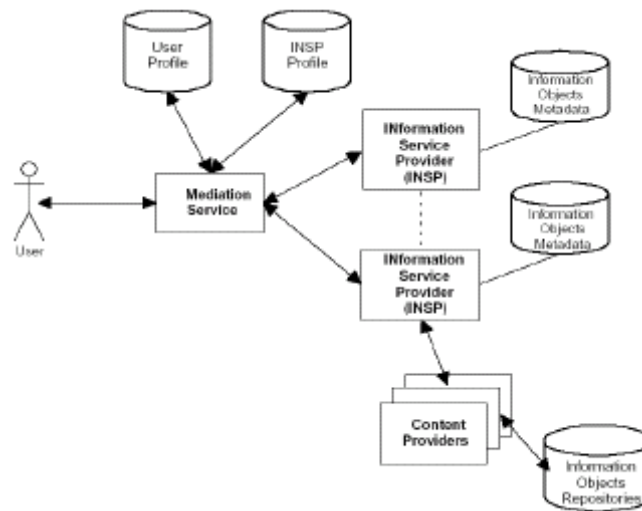 User
Profile
INSP
Profile
Information
Objects
Metadata
INformation
Service
Provider
(INSP)
Mediation
Service
User
Information
Objects
Metadata
INformation
Service
Provider
(INSP)
Content
Providers
Information
Objects
Repositories